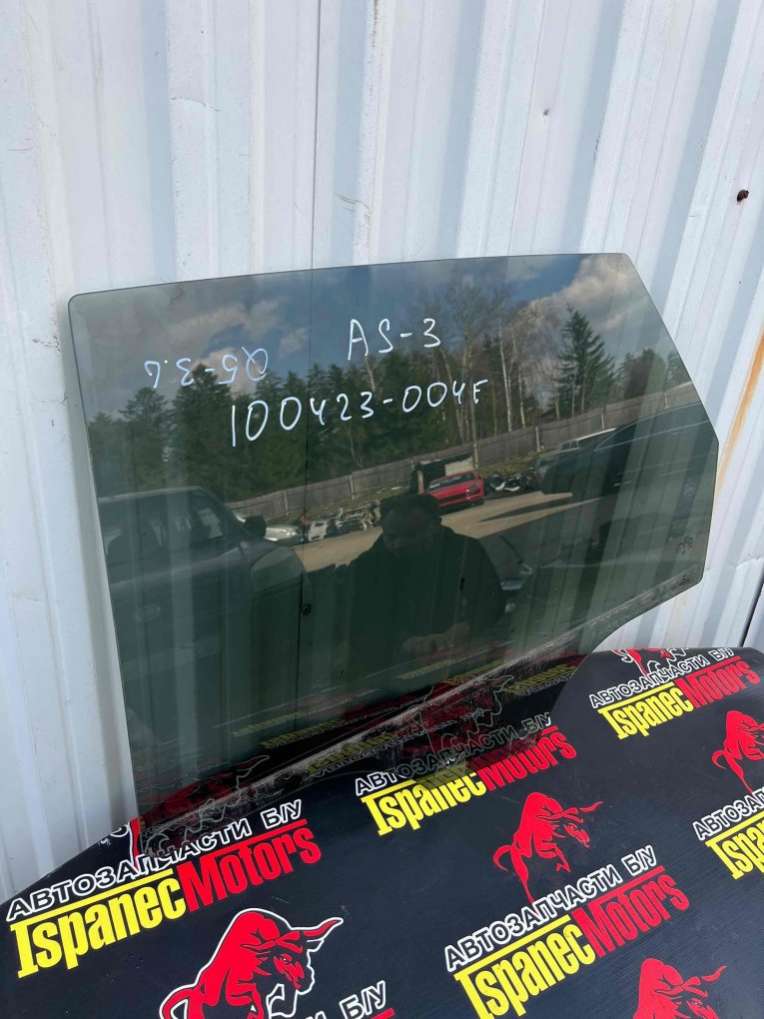 AS-3
Q5-3.6
100423-004F
АВТОЗАПЧАСТИ Б/У
IspanecMotors
АВТОЗАПЧАСТИ Б/У
IspanecMotors
АВТОЗАПЧАСТИ Б/У
IspanecMotors
АВТОЗАПЧАСТИ Б/У
IspanecMotors
Б/У